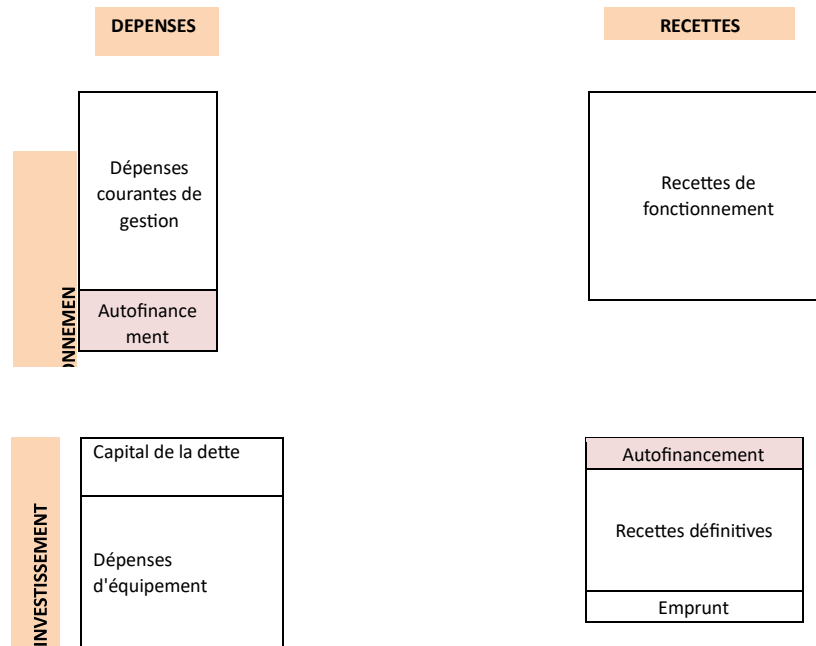 DEPENSES
RECETTES
Dépenses
courantes de
gestion
Recettes de
fonctionnement
ONNEMEN
Autofinance
ment
Capital de la dette
Autofinancement
INVESTISSEMENT
Dépenses
d'équipement
Recettes définitives
Emprunt